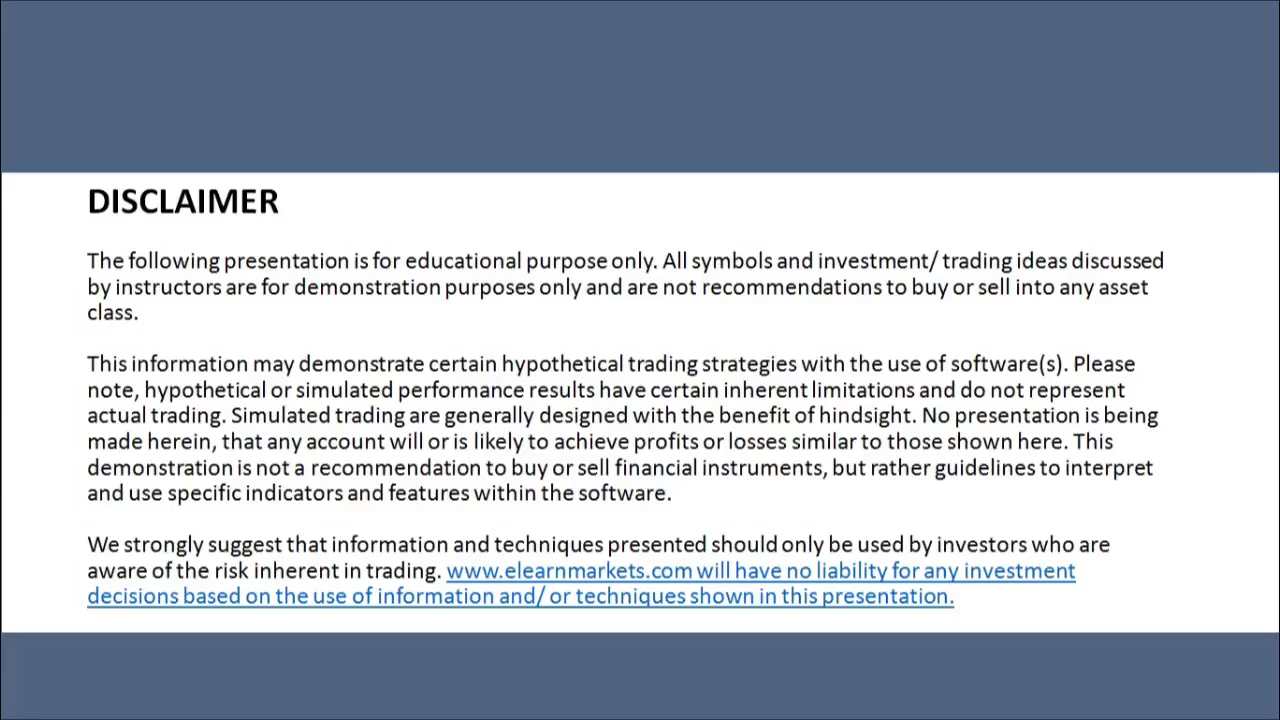 DISCLAIMER
The following presentation is for educational purpose only. All symbols and investment/ trading ideas discussed
by instructors are for demonstration purposes only and are not recommendations to buy or sell into any asset
class.
This information may demonstrate certain hypothetical trading strategies with the use of software(s). Please
note, hypothetical or simulated performance results have certain inherent limitations and do not represent
actual trading. Simulated trading are generally designed with the benefit of hindsight. No presentation is being
made herein, that any account will or is likely to achieve profits or losses similar to those shown here. This
demonstration is not a recommendation to buy or sell financial instruments, but rather guidelines to interpret
and use specific indicators and features within the software.
We strongly suggest that information and techniques presented should only be used by investors who are
aware of the risk inherent in trading. www.elearnmarkets.com will have no liability for any investment
decisions based on the use of information and/ or techniques shown in this presentation.